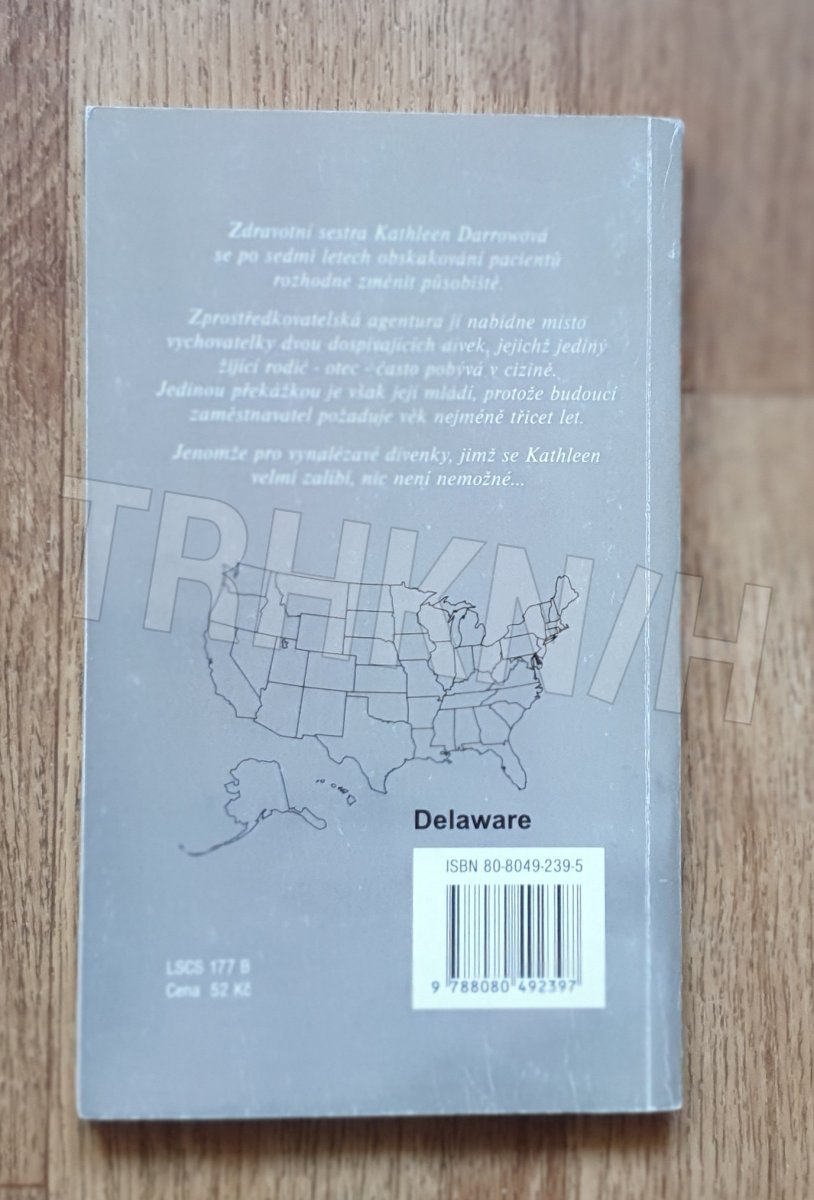 Zdravotní sestra Kathleen Darrowová
se po sedmi letech obskakování pacientů
rozhodne změnit působiště.
Zprostředkovatelská agentura jí nabídne místo
vychovatelky dvou dospívajících dívek, jejichž jediný
žijící rodič - otec - často pobývá v cizině.
Jedinou překážkou je však její mládí, protože budoucí
zaměstnavatel požaduje věk nejméně třicet let.
Jenomže pro vynalézavé dívenky, jimž se Kathleen
velmi zalíbí, nic není nemožné...
TRHKN/H
Delaware
ISBN 80-8049-239-5
9 788080 492397
LSCS 177 B
Cena 52 Kč